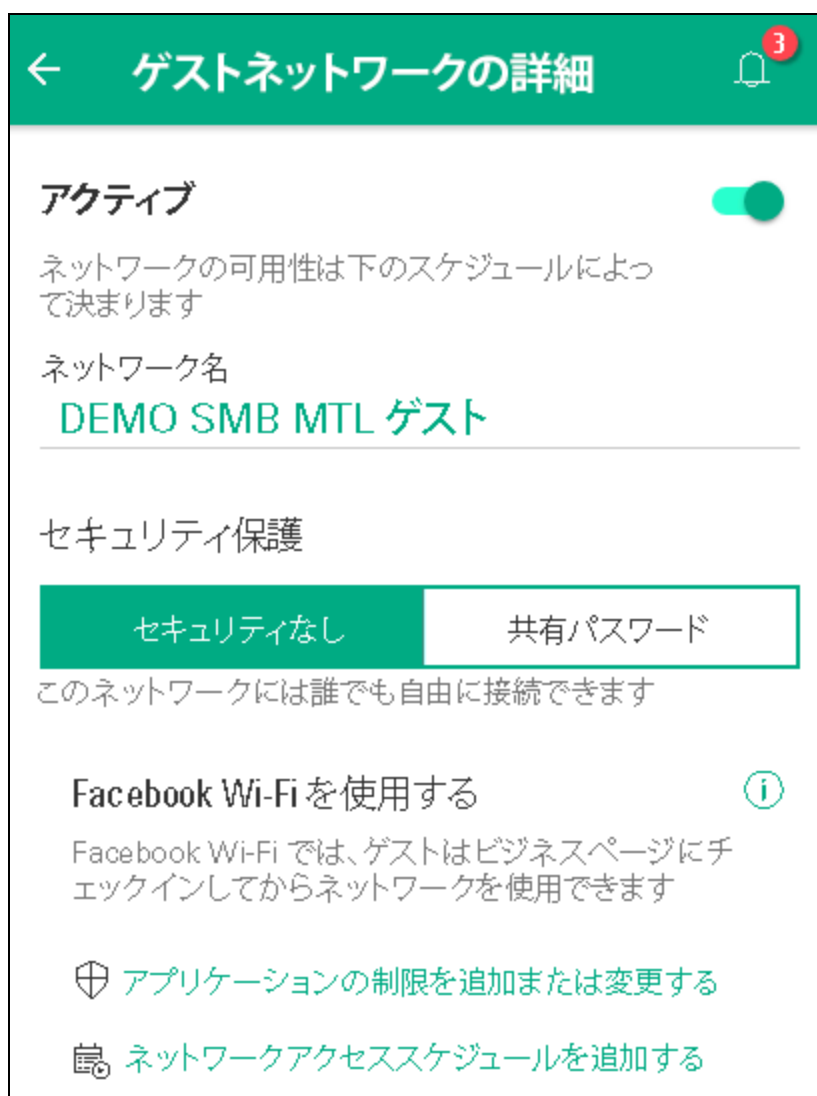 ゲストネットワークの詳細
3
アクティブ
ネットワークの可用性は下のスケジュールによっ
て決まります
ネットワーク名
DEMO SMB MTL ゲスト
セキュリティ保護
セキュリティなし
共有パスワード
このネットワークには誰でも自由に接続できます
Facebook Wi-Fi を使用する
Facebook Wi-Fi では、ゲストはビジネスページにチ
ェックインしてからネットワークを使用できます
アプリケーションの制限を追加または変更する
ネットワークアクセススケジュールを追加する